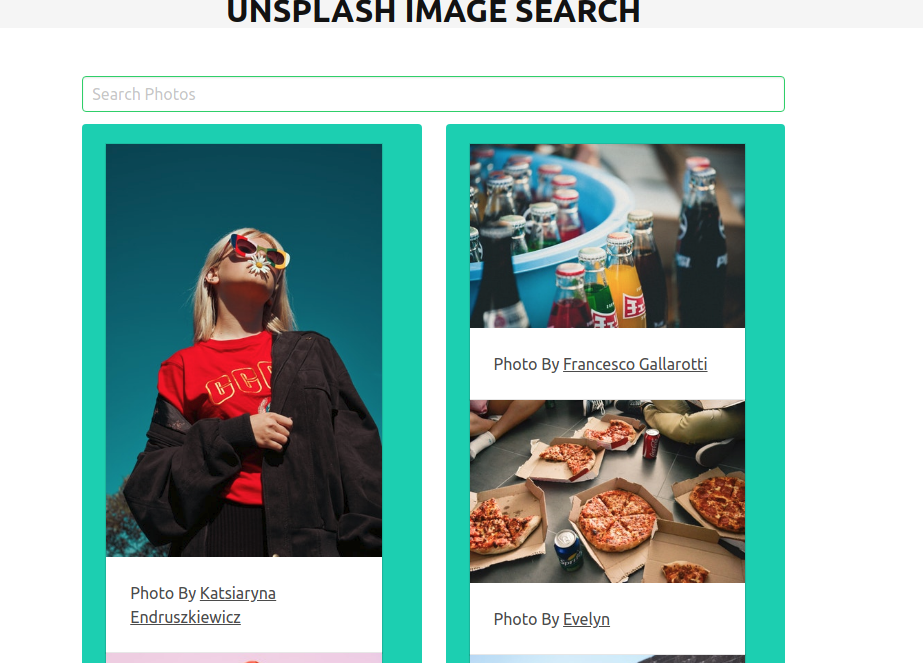 UNSPLASH IMAGE SEARCH
Search Photos
Photo By Francesco Gallarotti
Photo By Evelyn
Photo By Katsiaryna
Endruszkiewicz